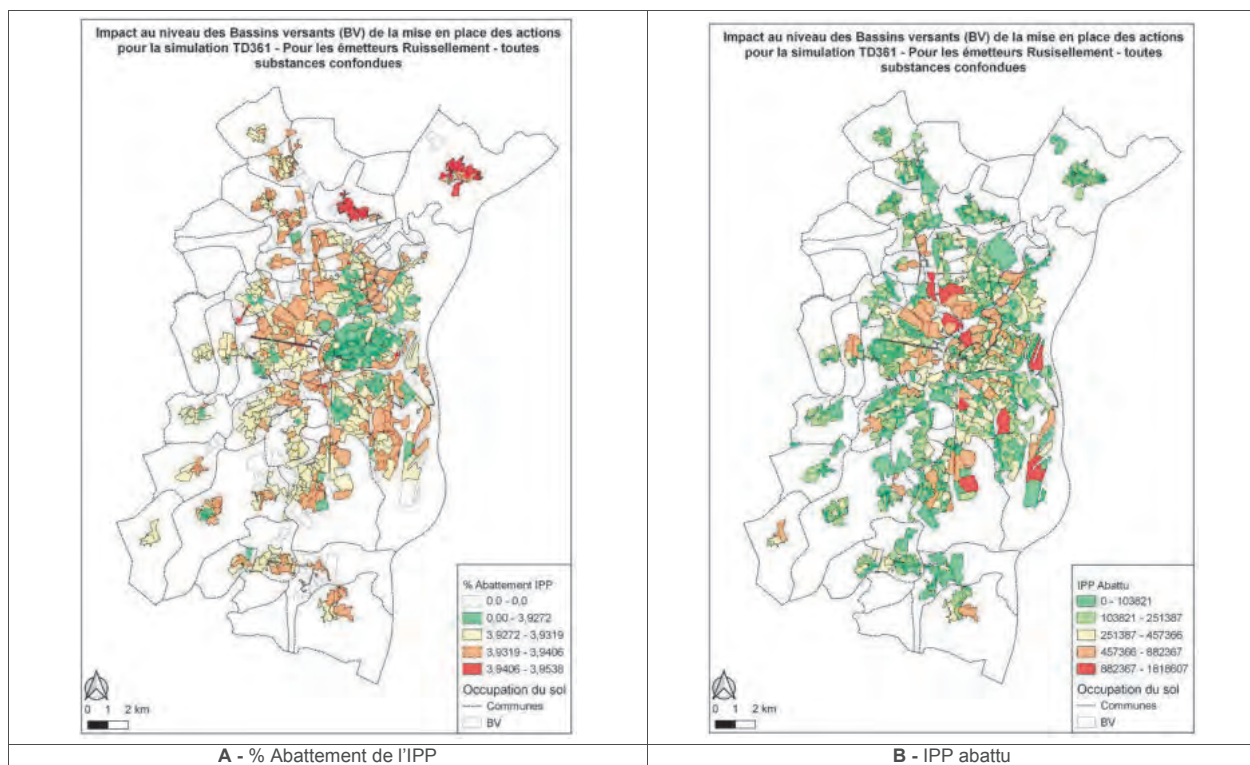 Impact au niveau des Bassins versants (BV) de la mise en place des actions
pour la simulation TD361 - Pour les émetteurs Ruissellement - toutes
substances confondues
% Abattement IPP
0,0 - 0,0
0,00 - 3,9272
3,9272 - 3,9319
3,9319 - 3,9406
3,9406 - 3,9538
Occupation du sol
Communes
BV
0 1 2 km
A - % Abattement de l'IPP
Impact au niveau des Bassins versants (BV) de la mise en place des actions
pour la simulation TD361 - Pour les émetteurs Rusisellement - toutes
substances confondues
IPP Abattu
0 - 103821
103821 - 251387
251387 - 457366
457366 - 882367
882367 - 1818607
Occupation du sol
Communes
BV
0 1 2 km
B - IPP abattu